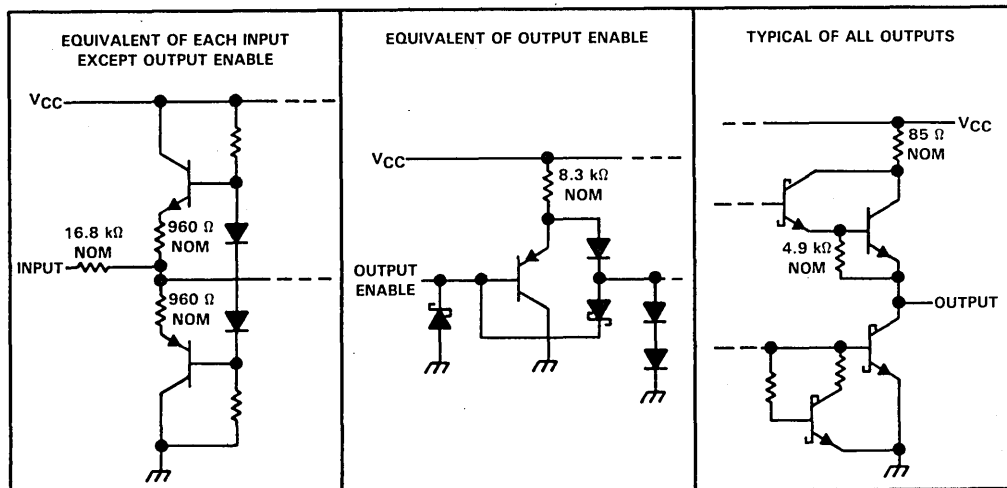 EQUIVALENT OF EACH INPUT
EXCEPT OUTPUT ENABLE
VCC
16.8 kΩ
NOM
960 Ω
NOM
INPUT
960 Ω
NOM
EQUIVALENT OF OUTPUT ENABLE
VCC
8.3 kΩ
NOM
OUTPUT
ENABLE
TYPICAL OF ALL OUTPUTS
VCC
85 Ω
NOM
4.9 kΩ
NOM
OUTPUT